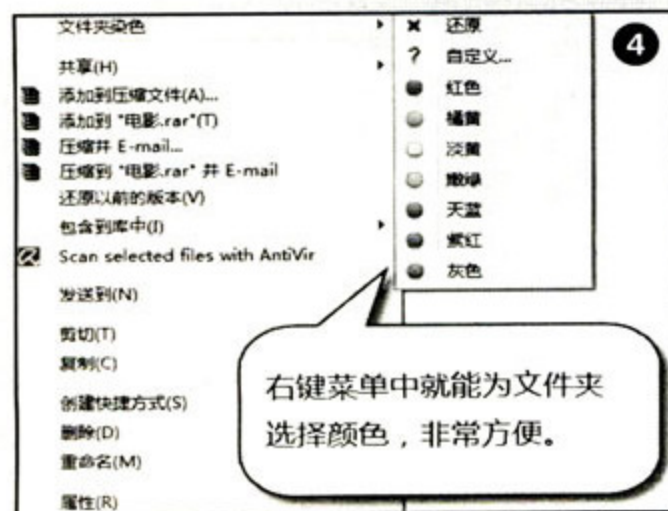 文件夹染色
共享(H)
添加到压缩文件(A)...
添加到 "电影.rar"(T)
压缩并 E-mail...
压缩到 "电影.rar" 并 E-mail
还原以前的版本(V)
包含到库中(I)
Scan selected files with AntiVir
发送到(N)
剪切(T)
复制(C)
创建快捷方式(S)
删除(D)
重命名(M)
属性(R)
还原
自定义...
红色
橘黄
淡黄
嫩绿
天蓝
紫红
灰色
4
右键菜单中就能为文件夹
选择颜色，非常方便。